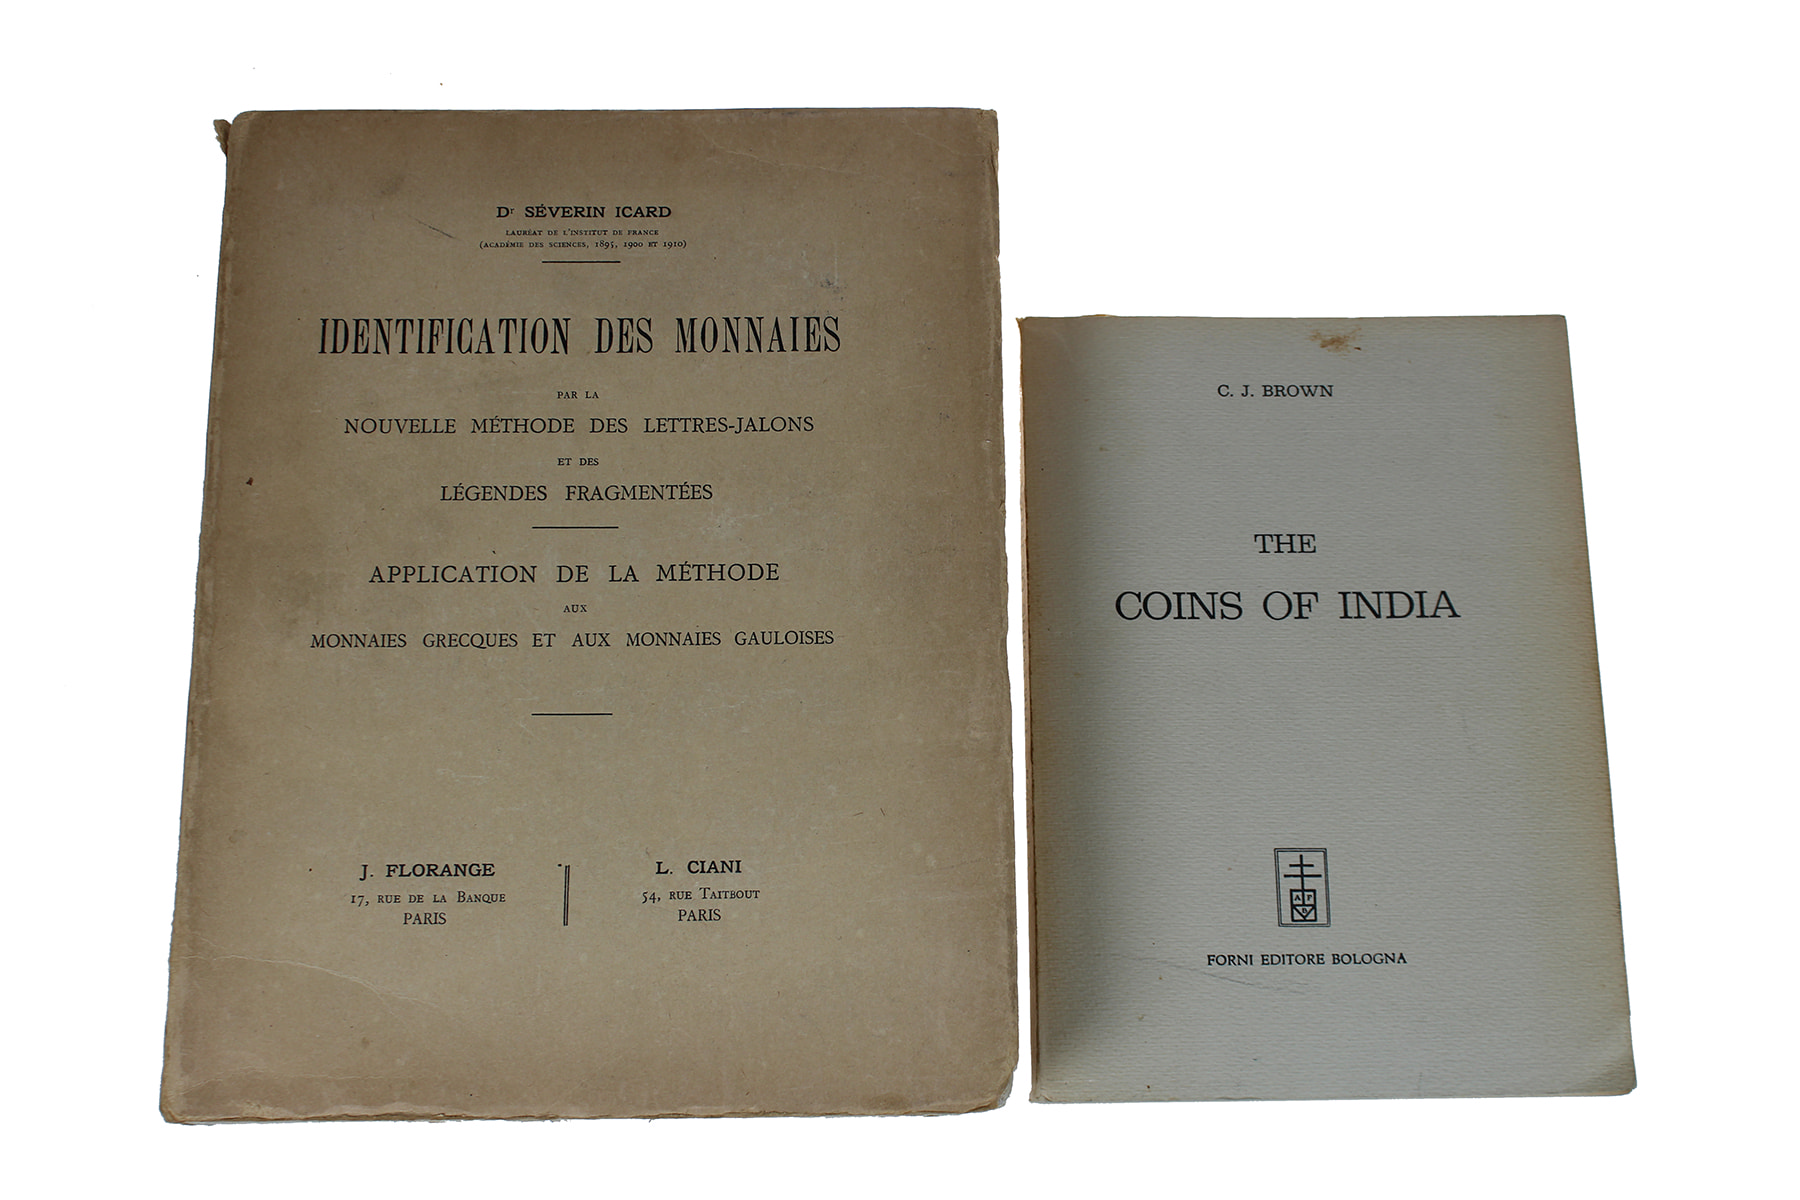 Dr SÉVERIN ICARD
LAURÉAT DE L'INSTITUT DE FRANCE
(ACADÉMIE DES SCIENCES, 1895, 1900 ET 1910)
IDENTIFICATION DES MONNAIES
PAR LA
NOUVELLE MÉTHODE DES LETTRES-JALONS
ET DES
LÉGENDES FRAGMENTÉES
APPLICATION DE LA MÉTHODE
AUX
MONNAIES GRECQUES ET AUX MONNAIES GAULOISES
J. FLORANGE
17, RUE DE LA BANQUE
PARIS
L. CIANI
54, RUE TAITBOUT
PARIS
C. J. BROWN
THE
COINS OF INDIA
A F
B
FORNI EDITORE BOLOGNA